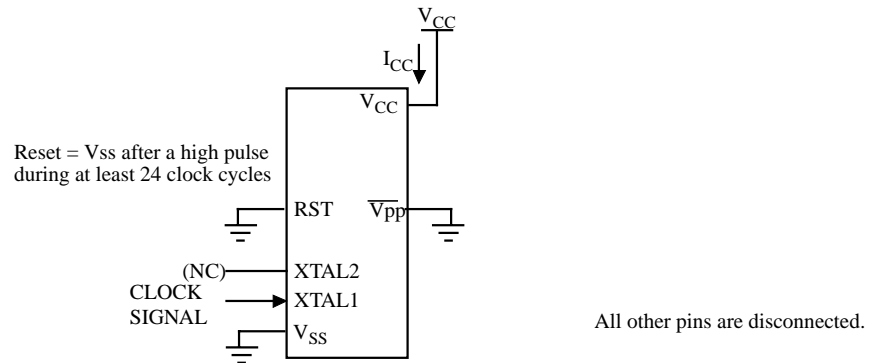 VCC
ICC
VCC
Reset = Vss after a high pulse
during at least 24 clock cycles
RST
Vpp
(NC)
XTAL2
CLOCK
SIGNAL
XTAL1
VSS
All other pins are disconnected.